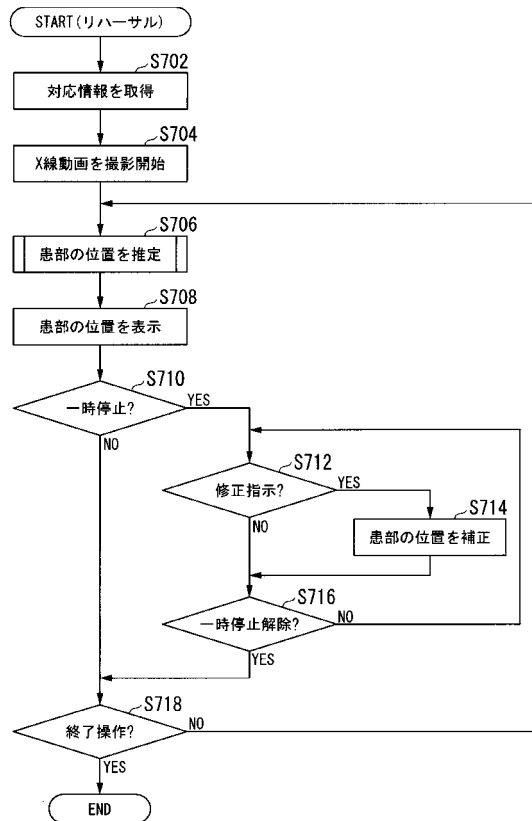 START(リハーサル)
S702
対応情報を取得
S704
X線動画を撮影開始
S706
患部の位置を推定
S708
患部の位置を表示
S710
一時停止?
YES
NO
S712
修正指示?
YES
NO
S714
患部の位置を補正
S716
一時停止解除?
NO
YES
S718
終了操作?
NO
YES
END